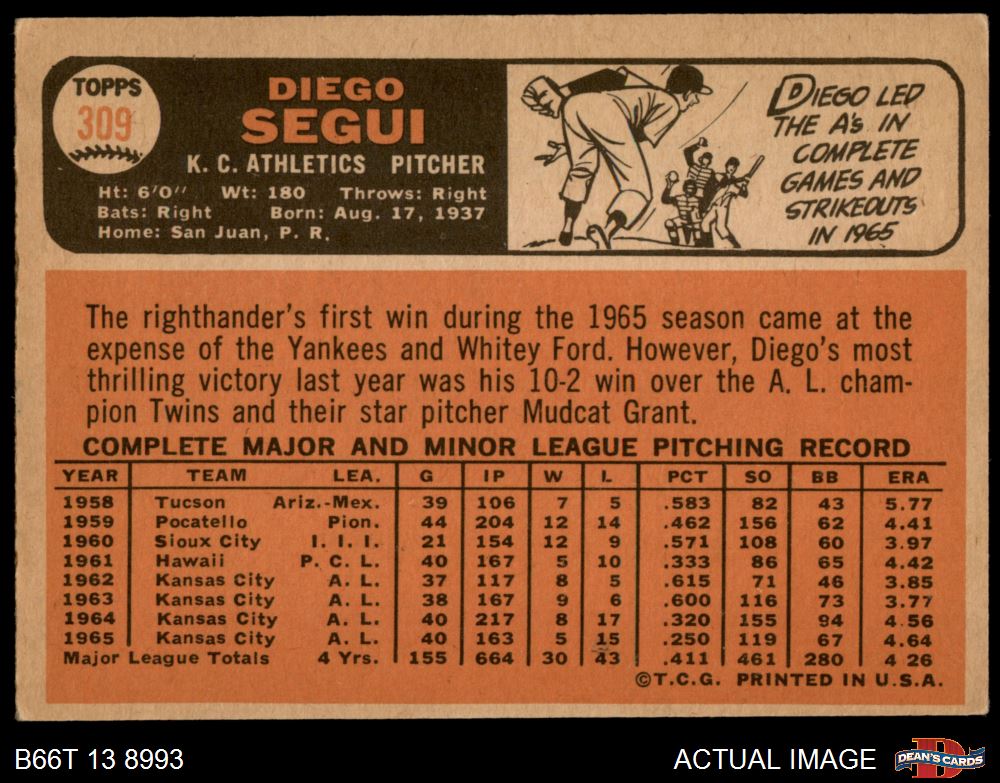 TOPPS
309
DIEGO
SEGUI
K. C. ATHLETICS PITCHER
Ht: 6'0" Wt: 180 Throws: Right
Bats: Right Born: Aug. 17, 1937
Home: San Juan, P. R.
DIEGO LED
THE A's IN
COMPLETE
GAMES AND
STRIKEOUTS
IN 1965
The righthander's first win during the 1965 season came at the
expense of the Yankees and Whitey Ford. However, Diego's most
thrilling victory last year was his 10-2 win over the A. L. cham-
pion Twins and their star pitcher Mudcat Grant.
COMPLETE MAJOR AND MINOR LEAGUE PITCHING RECORD
YEAR TEAM LEA. G IP W L PCT SO BB ERA
1958 Tucson Ariz.-Mex. 39 106 7 5 .583 82 43 5.77
1959 Pocatello Pion. 44 204 12 14 .462 156 62 4.41
1960 Sioux City I. I. I. 21 154 12 9 .571 108 60 3.97
1961 Hawaii P. C. L. 40 167 5 10 .333 86 65 4.42
1962 Kansas City A. L. 37 117 8 5 .615 71 46 3.85
1963 Kansas City A. L. 38 167 9 6 .600 116 73 3.77
1964 Kansas City A. L. 40 217 8 17 .320 155 94 4.56
1965 Kansas City A. L. 40 163 5 15 .250 119 67 4.64
Major League Totals 4 Yrs. 155 664 30 43 .411 461 280 4 26
©T.C.G. PRINTED IN U.S.A.
B66T 13 8993
ACTUAL IMAGE
D
DEAN'S CARDS